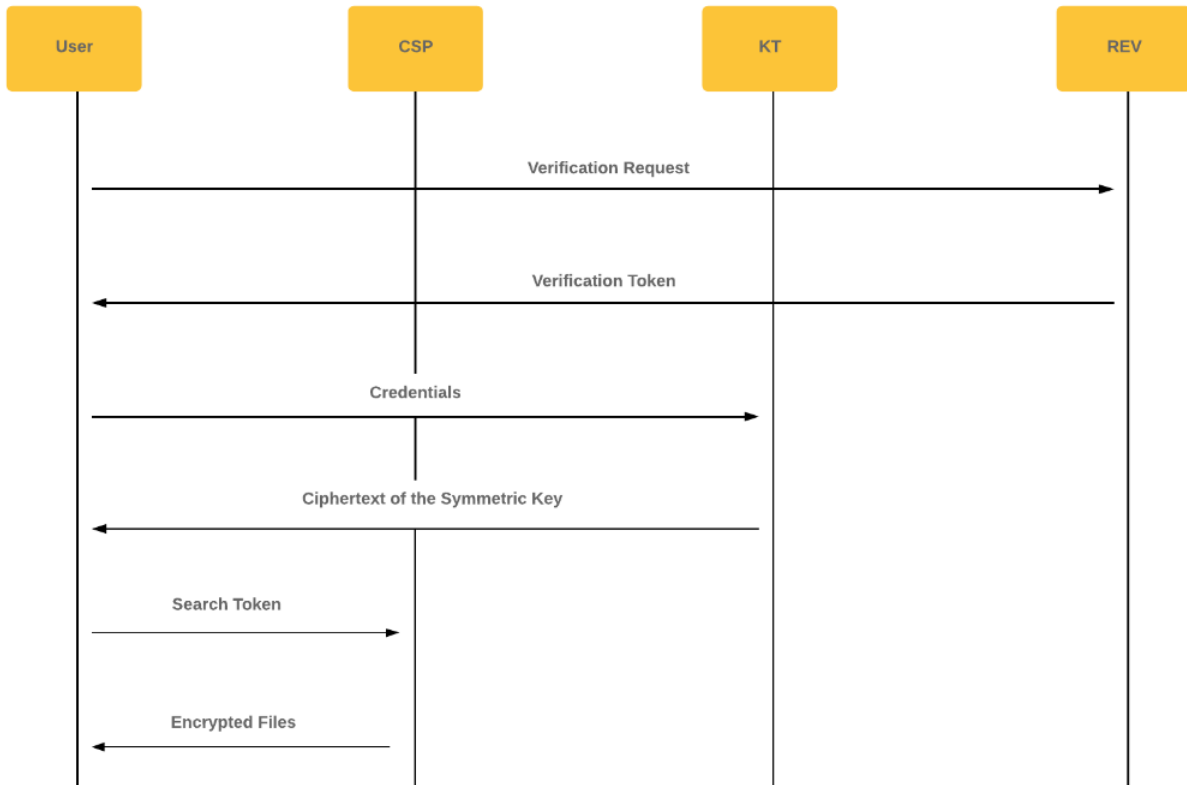 User
CSP
KT
REV
Verification Request
Verification Token
Credentials
Ciphertext of the Symmetric Key
Search Token
Encrypted Files